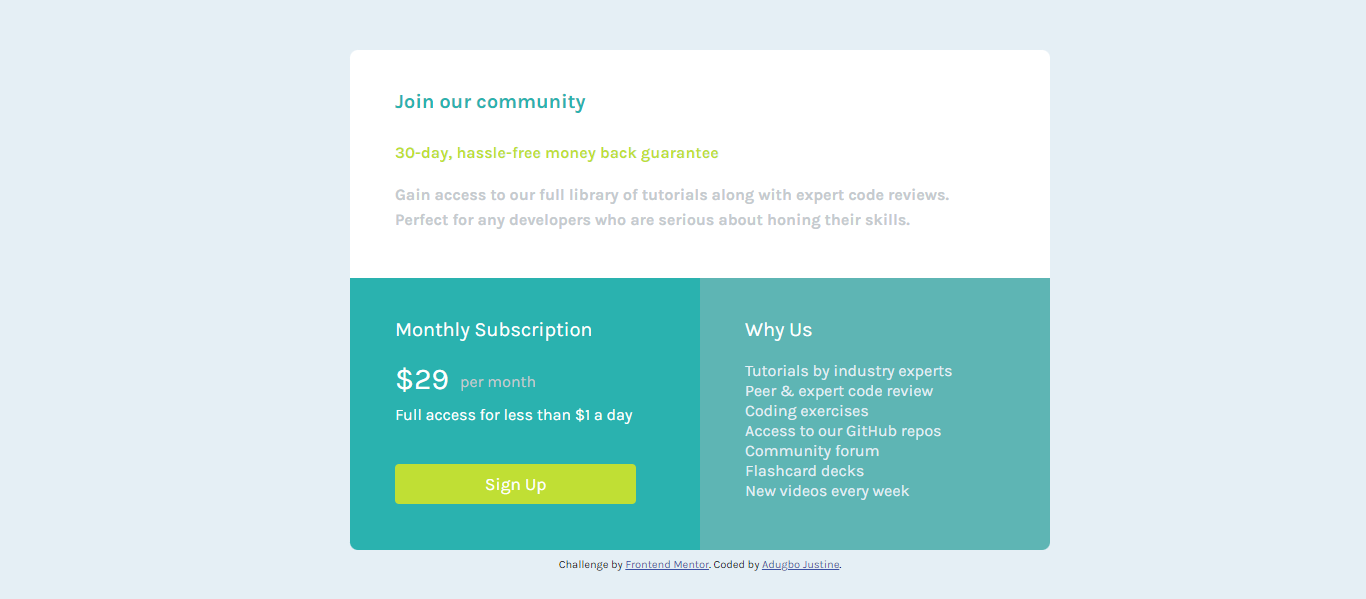 Join our community
30-day, hassle-free money back guarantee
Gain access to our full library of tutorials along with expert code reviews.
Perfect for any developers who are serious about honing their skills.
Monthly Subscription
$29 per month
Full access for less than $1 a day
Sign Up
Why Us
Tutorials by industry experts
Peer & expert code review
Coding exercises
Access to our GitHub repos
Community forum
Flashcard decks
New videos every week
Challenge by Frontend Mentor. Coded by Adugbo Justine.